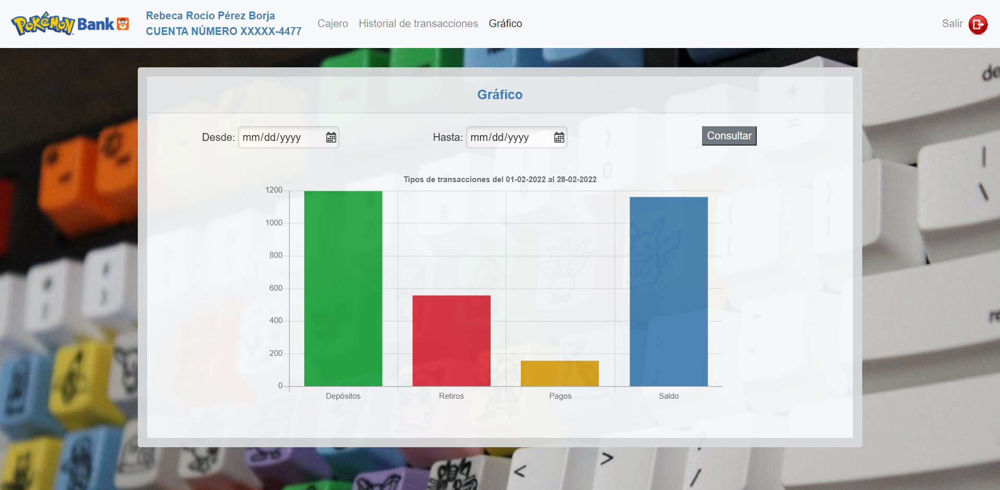 Pokémon Bank
Rebeca Rocío Pérez Borja
CUENTA NÚMERO XXXXX-4477
Cajero
Historial de transacciones
Gráfico
Salir
Gráfico
Desde: mm/dd/yyyy
Hasta: mm/dd/yyyy
Consultar
Tipos de transacciones del 01-02-2022 al 28-02-2022
1200
1000
800
600
400
200
0
Depósitos
Retiros
Pagos
Saldo